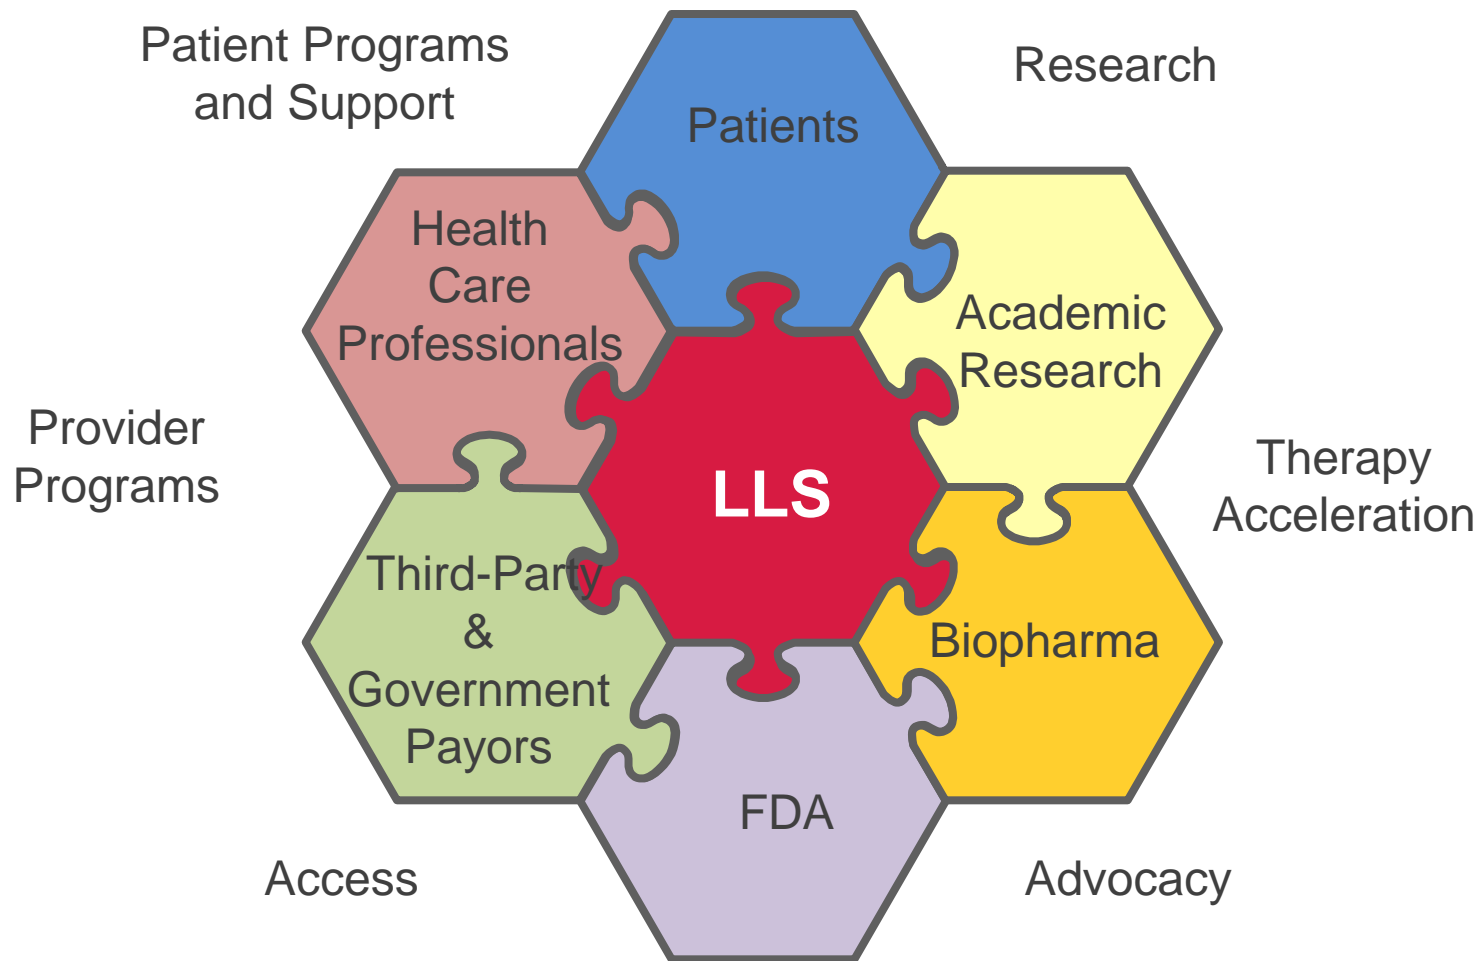 Patient Programs
and Support
Research
Patients
Health
Care
Professionals
Academic
Research
Provider
Programs
LLS
Therapy
Acceleration
Third-Party
&
Government
Payors
Biopharma
FDA
Access
Advocacy